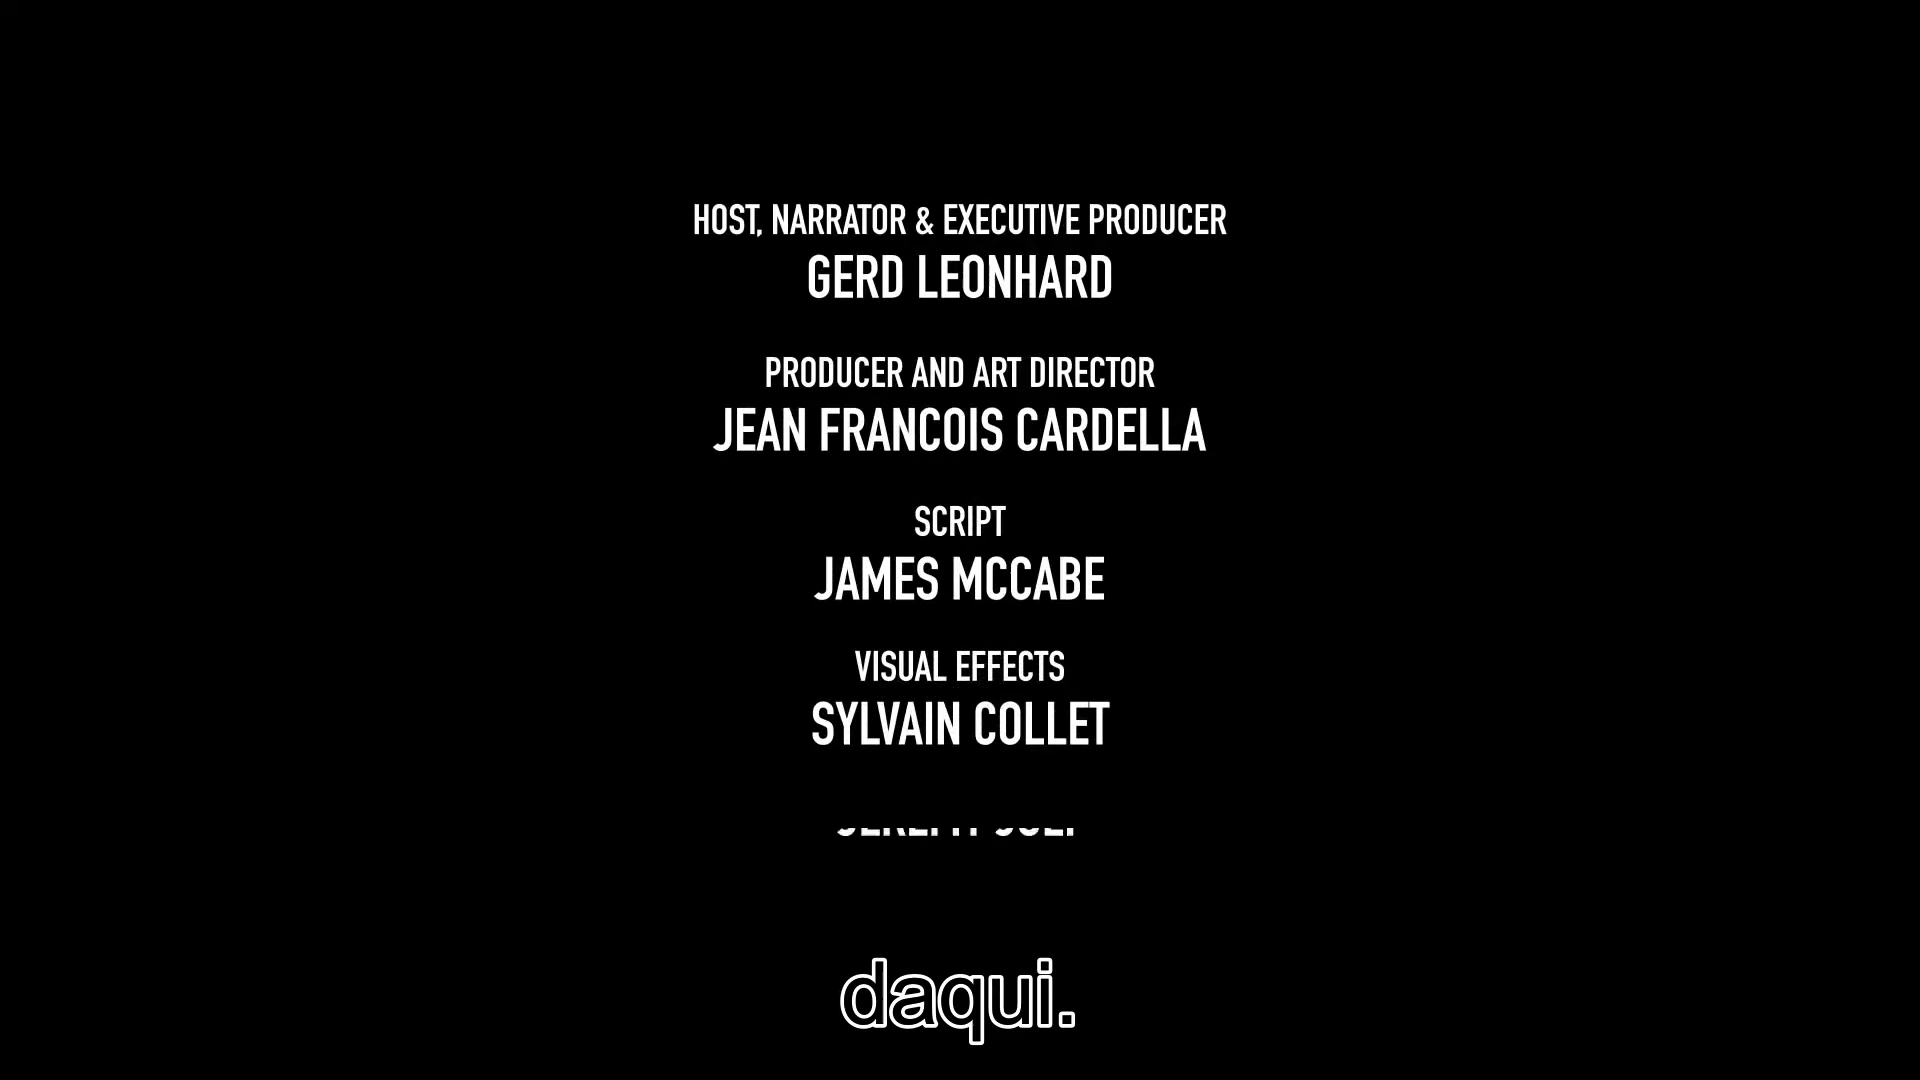 HOST, NARRATOR & EXECUTIVE PRODUCER
GERD LEONHARD
PRODUCER AND ART DIRECTOR
JEAN FRANCOIS CARDELLA
SCRIPT
JAMES MCCABE
VISUAL EFFECTS
SYLVAIN COLLET
daqui.